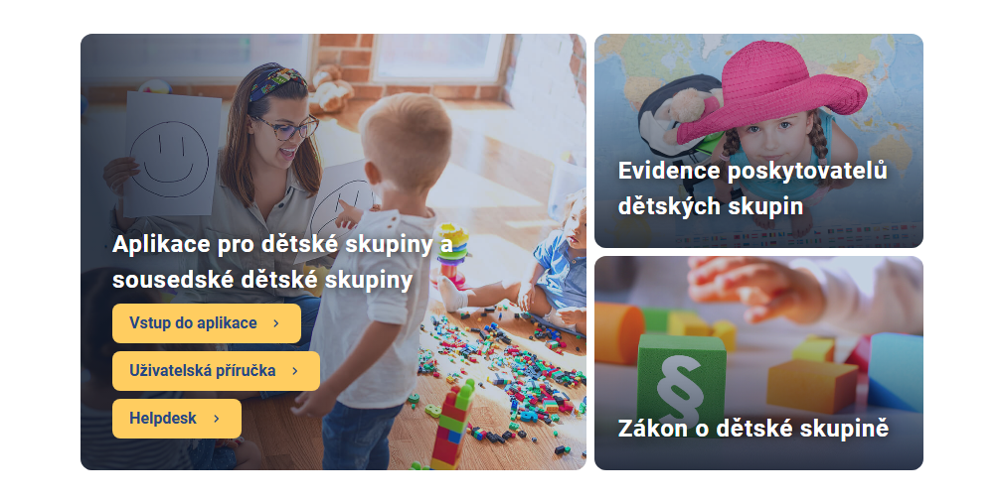 Aplikace pro dětské skupiny a
sousedské dětské skupiny
Vstup do aplikace
Uživatelská příručka
Helpdesk
Evidence poskytovatelů
dětských skupin
§
Zákon o dětské skupině